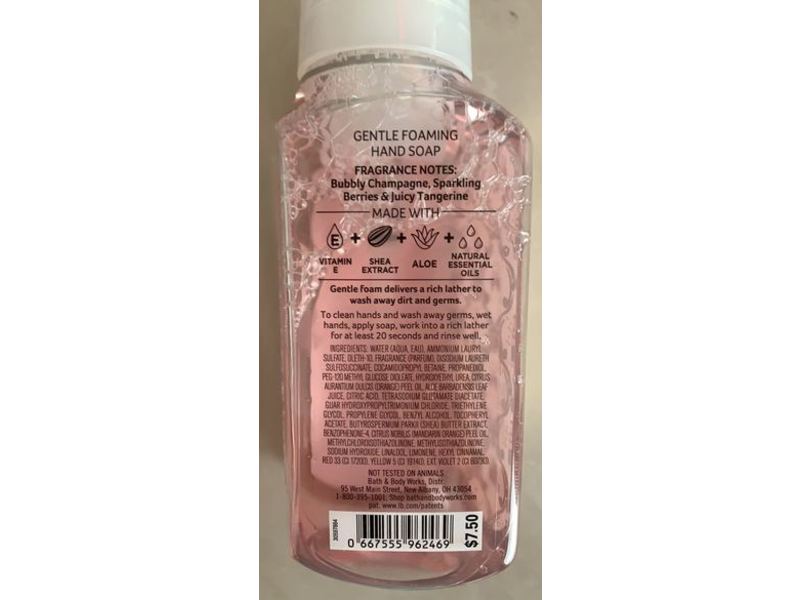 GENTLE FOAMING
HAND SOAP
FRAGRANCE NOTES:
Bubbly Champagne, Sparkling
Berries & Juicy Tangerine
MADE WITH
E + + +
VITAMIN E SHEA EXTRACT ALOE NATURAL ESSENTIAL OILS
Gentle foam delivers a rich lather to
wash away dirt and germs.
To clean hands and wash away germs, wet
hands, apply soap, work into a rich lather
for at least 20 seconds and rinse well.
INGREDIENTS: WATER (AQUA, EAU), AMMONIUM LAURYL
SULFATE, OLETH-10, FRAGRANCE (PARFUM), DISODIUM LAURETH
SULFOSUCCINATE, COCAMIDOPROPYL BETAINE, PROPANEDIOL,
PEG-120 METHYL GLUCOSE DIOLEATE, HYDROXYETHYL UREA, CITRUS
AURANTIUM DULCIS (ORANGE) PEEL OIL, ALOE BARBADENSIS LEAF
JUICE, CITRIC ACID, TETRASODIUM GLUTAMATE DIACETATE,
GUAR HYDROXYPROPYLTRIMONIUM CHLORIDE, TRIETHYLENE
GLYCOL, PROPYLENE GLYCOL, BENZYL ALCOHOL, TOCOPHERYL
ACETATE, BUTYROSPERMUM PARKII (SHEA) BUTTER EXTRACT,
BENZOPHENONE-4, CITRUS NOBILIS (MANDARIN ORANGE) PEEL OIL,
METHYLCHLOROISOTHIAZOLINONE, METHYLISOTHIAZOLINONE,
SODIUM HYDROXIDE, LINALOOL, LIMONENE, HEXYL CINNAMAL,
RED 33 (CI 17200), YELLOW 5 (CI 19140), EXT. VIOLET 2 (CI 60730).
NOT TESTED ON ANIMALS.
Bath & Body Works, Distr.
95 West Main Street, New Albany, OH 43054
1-800-395-1001, Shop bathandbodyworks.com
pat. www.lb.com/patents
0 667555 962469
$7.50